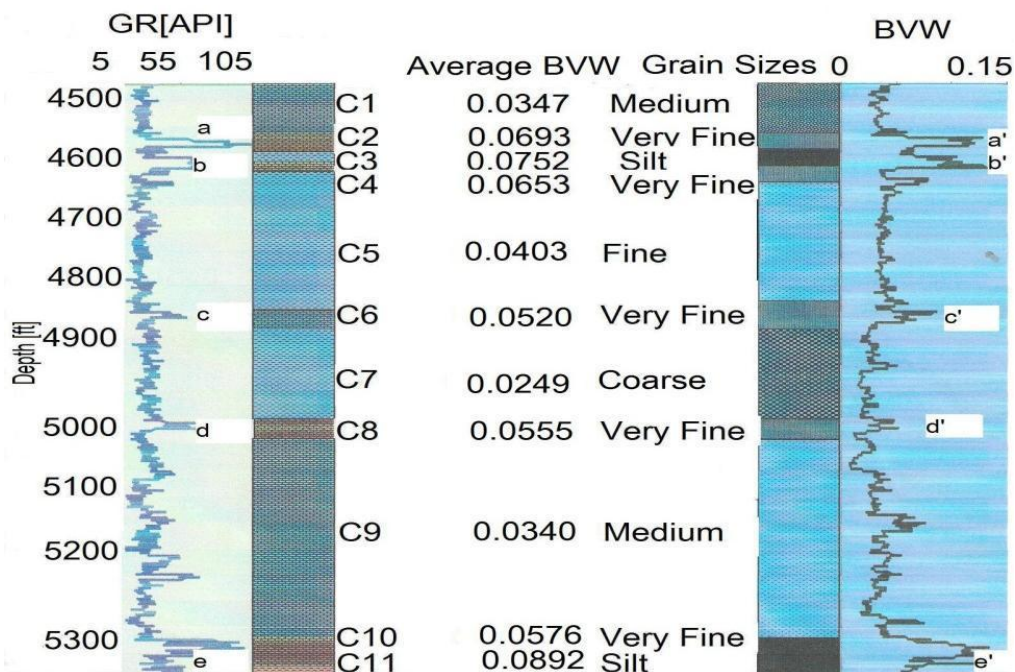 GR[API] BVW
5 55 105 Average BVW Grain Sizes 0 0.15
4500 C1 0.0347 Medium
a C2 0.0693 Very Fine a'
4600 b C3 0.0752 Silt b'
C4 0.0653 Very Fine
4700
C5 0.0403 Fine
4800
c C6 0.0520 Very Fine c'
4900
Depth [ft]
C7 0.0249 Coarse
5000 d C8 0.0555 Very Fine d'
5100
C9 0.0340 Medium
5200
5300 C10 0.0576 Very Fine
e C11 0.0892 Silt e'